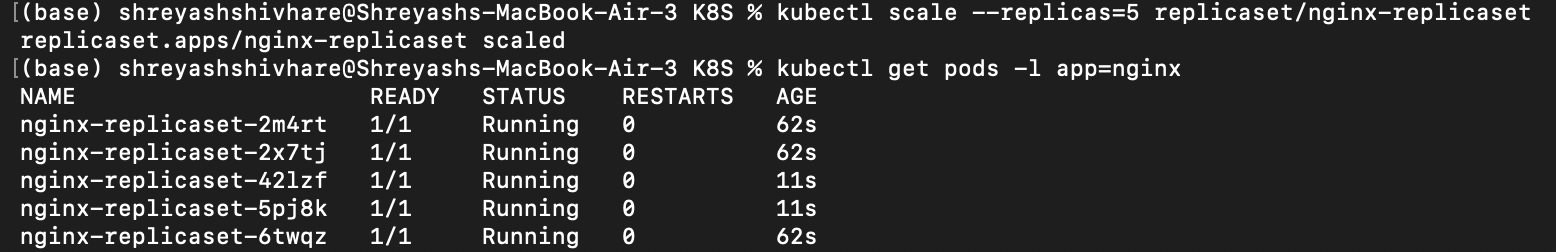 [(base) shreyashshivhare@Shreyashs-MacBook-Air-3 K8S % kubectl scale --replicas=5 replicaset/nginx-replicaset
replicaset.apps/nginx-replicaset scaled
[(base) shreyashshivhare@Shreyashs-MacBook-Air-3 K8S % kubectl get pods -l app=nginx
NAME READY STATUS RESTARTS AGE
nginx-replicaset-2m4rt 1/1 Running 0 62s
nginx-replicaset-2x7tj 1/1 Running 0 62s
nginx-replicaset-42lzf 1/1 Running 0 11s
nginx-replicaset-5pj8k 1/1 Running 0 11s
nginx-replicaset-6twqz 1/1 Running 0 62s